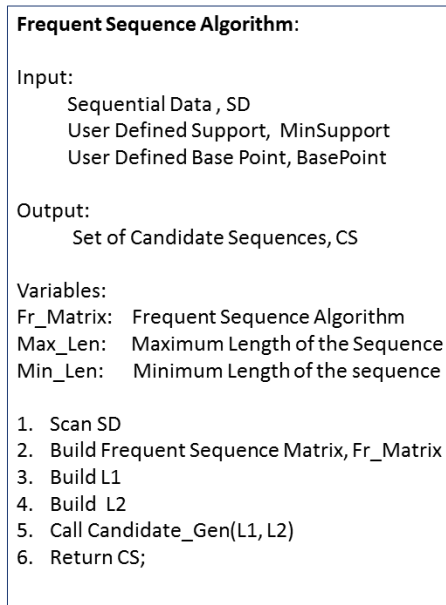 Frequent Sequence Algorithm:
Input:
Sequential Data , SD
User Defined Support, MinSupport
User Defined Base Point, BasePoint
Output:
Set of Candidate Sequences, CS
Variables:
Fr_Matrix: Frequent Sequence Algorithm
Max_Len: Maximum Length of the Sequence
Min_Len: Minimum Length of the sequence
1. Scan SD
2. Build Frequent Sequence Matrix, Fr_Matrix
3. Build L1
4. Build L2
5. Call Candidate_Gen(L1, L2)
6. Return CS;